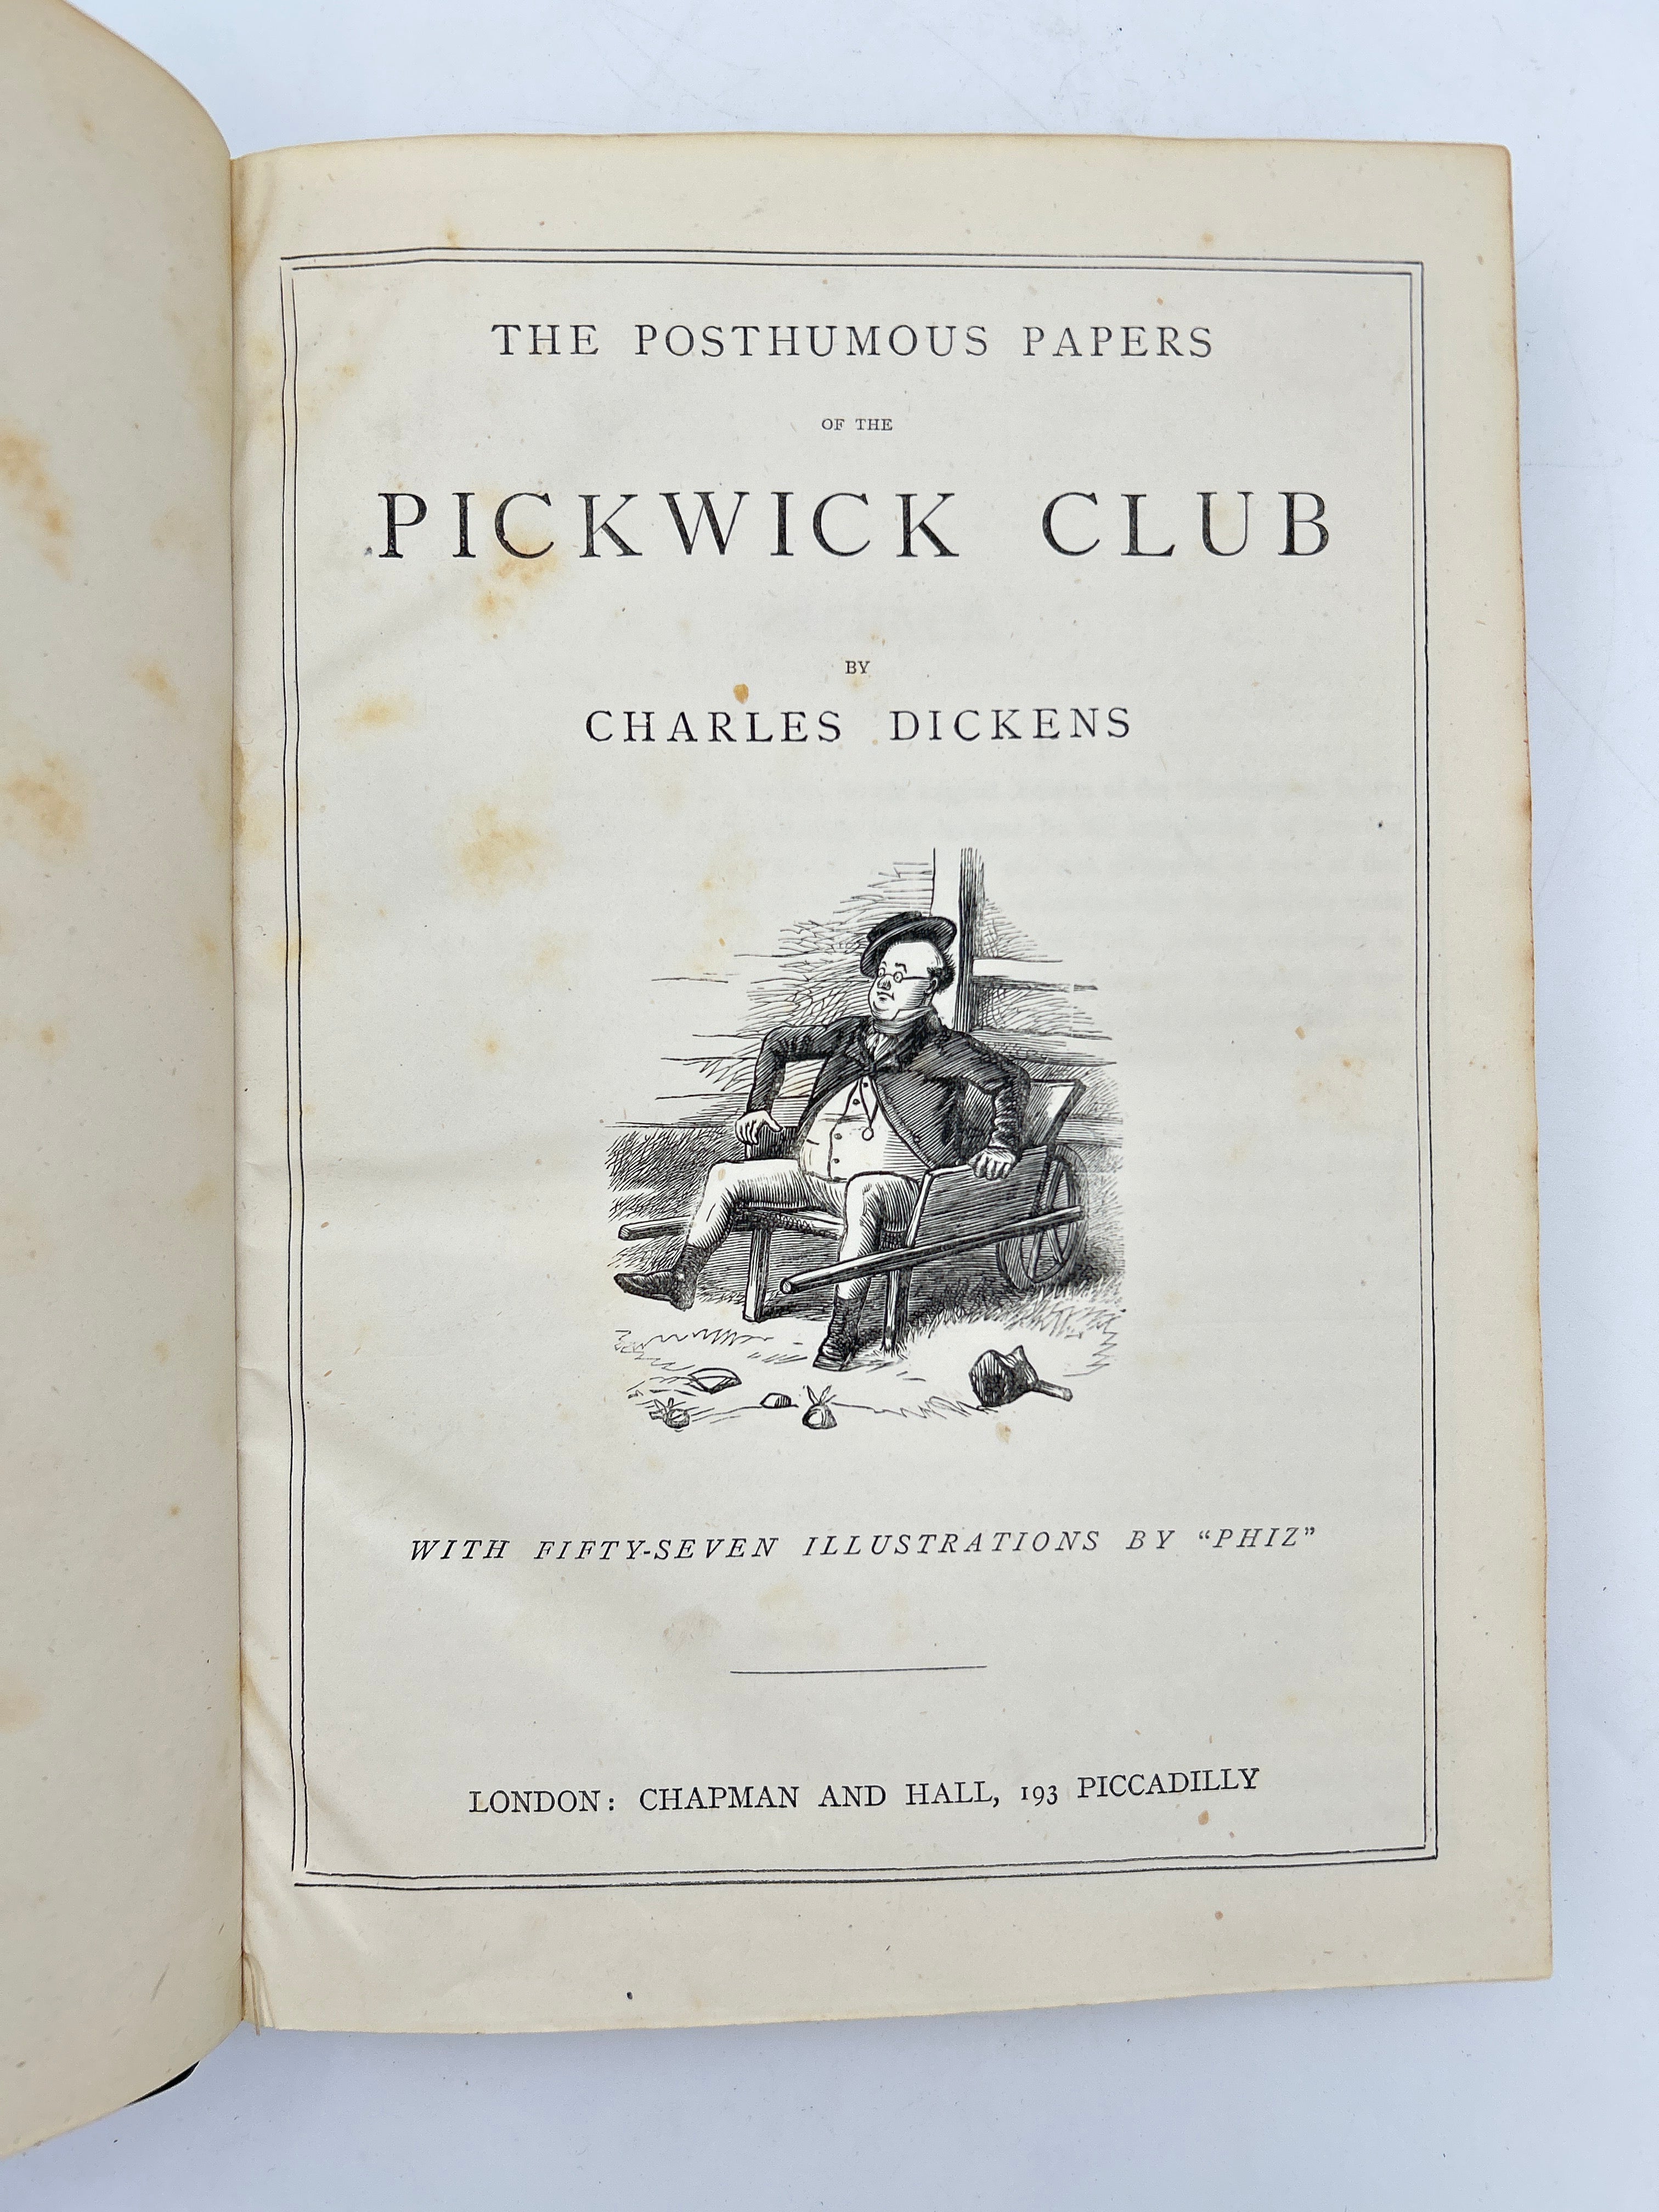 THE POSTHUMOUS PAPERS
OF THE
PICKWICK CLUB
BY
CHARLES DICKENS
WITH FIFTY-SEVEN ILLUSTRATIONS BY “PHIZ”
LONDON: CHAPMAN AND HALL, 193 PICCADILLY